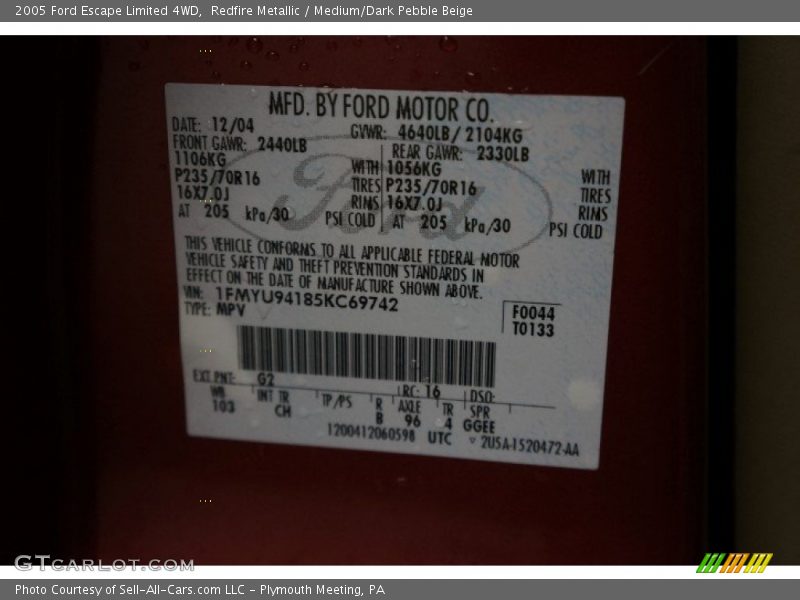 2005 Ford Escape Limited 4WD, Redfire Metallic / Medium/Dark Pebble Beige
MFD. BY FORD MOTOR CO.
DATE: 12/04 GVWR: 4640LB/ 2104KG
FRONT GAWR: 2440LB REAR GAWR: 2330LB
1106KG WITH 1056KG WITH
P235/70R16 TIRES P235/70R16 TIRES
16X7.0J RIMS 16X7.0J RIMS
AT 205 kPa/30 PSI COLD AT 205 kPa/30 PSI COLD
Ford
THIS VEHICLE CONFORMS TO ALL APPLICABLE FEDERAL MOTOR
VEHICLE SAFETY AND THEFT PREVENTION STANDARDS IN
EFFECT ON THE DATE OF MANUFACTURE SHOWN ABOVE.
VIN: 1FMYU94185KC69742
TYPE: MPV
F0044
T0133
EXT PNT: G2 RC: 16 DSO:
WB INT TR TP/PS R AXLE TR SPR
103 CH B 96 4 GGEE
1200412060598 UTC 2U5A-1520472-AA
GTCARLOT.COM
Photo Courtesy of Sell-All-Cars.com LLC - Plymouth Meeting, PA